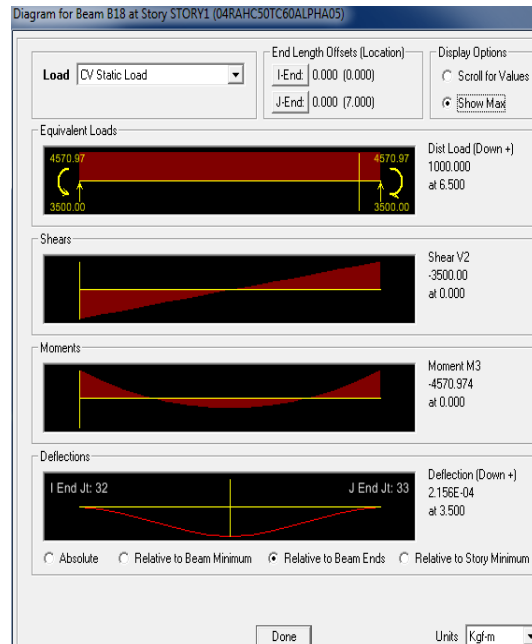 Diagram for Beam B18 at Story STORY1 (04RAHC50TC60ALPHA05)
Load CV Static Load
End Length Offsets (Location)
I-End: 0.000 (0.000)
J-End: 0.000 (7.000)
Display Options
Scroll for Values
Show Max
Equivalent Loads
4570.97 4570.97
3500.00 3500.00
Dist Load (Down +)
1000.000
at 6.500
Shears
Shear V2
-3500.00
at 0.000
Moments
Moment M3
-4570.974
at 0.000
Deflections
I End Jt: 32 J End Jt: 33
Deflection (Down +)
2.156E-04
at 3.500
Absolute Relative to Beam Minimum Relative to Beam Ends Relative to Story Minimum
Done Units Kgf-m